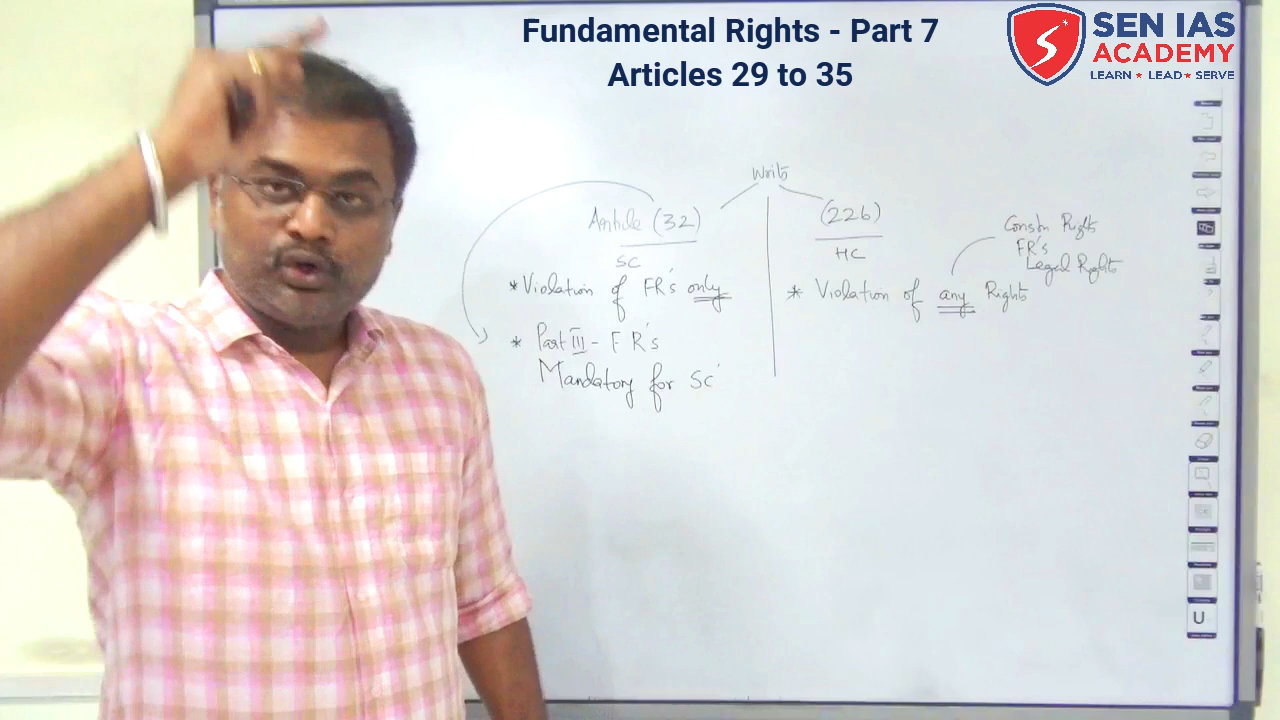 Fundamental Rights - Part 7
Articles 29 to 35
SEN IAS
ACADEMY
LEARN ★ LEAD ★ SERVE
Writs
Article (32)
SC
* Violation of FR's only
* Part III - F R's
Mandatory for SC
(226)
HC
* Violation of any Rights
Constn Rights
FR's
Legal Rights
U